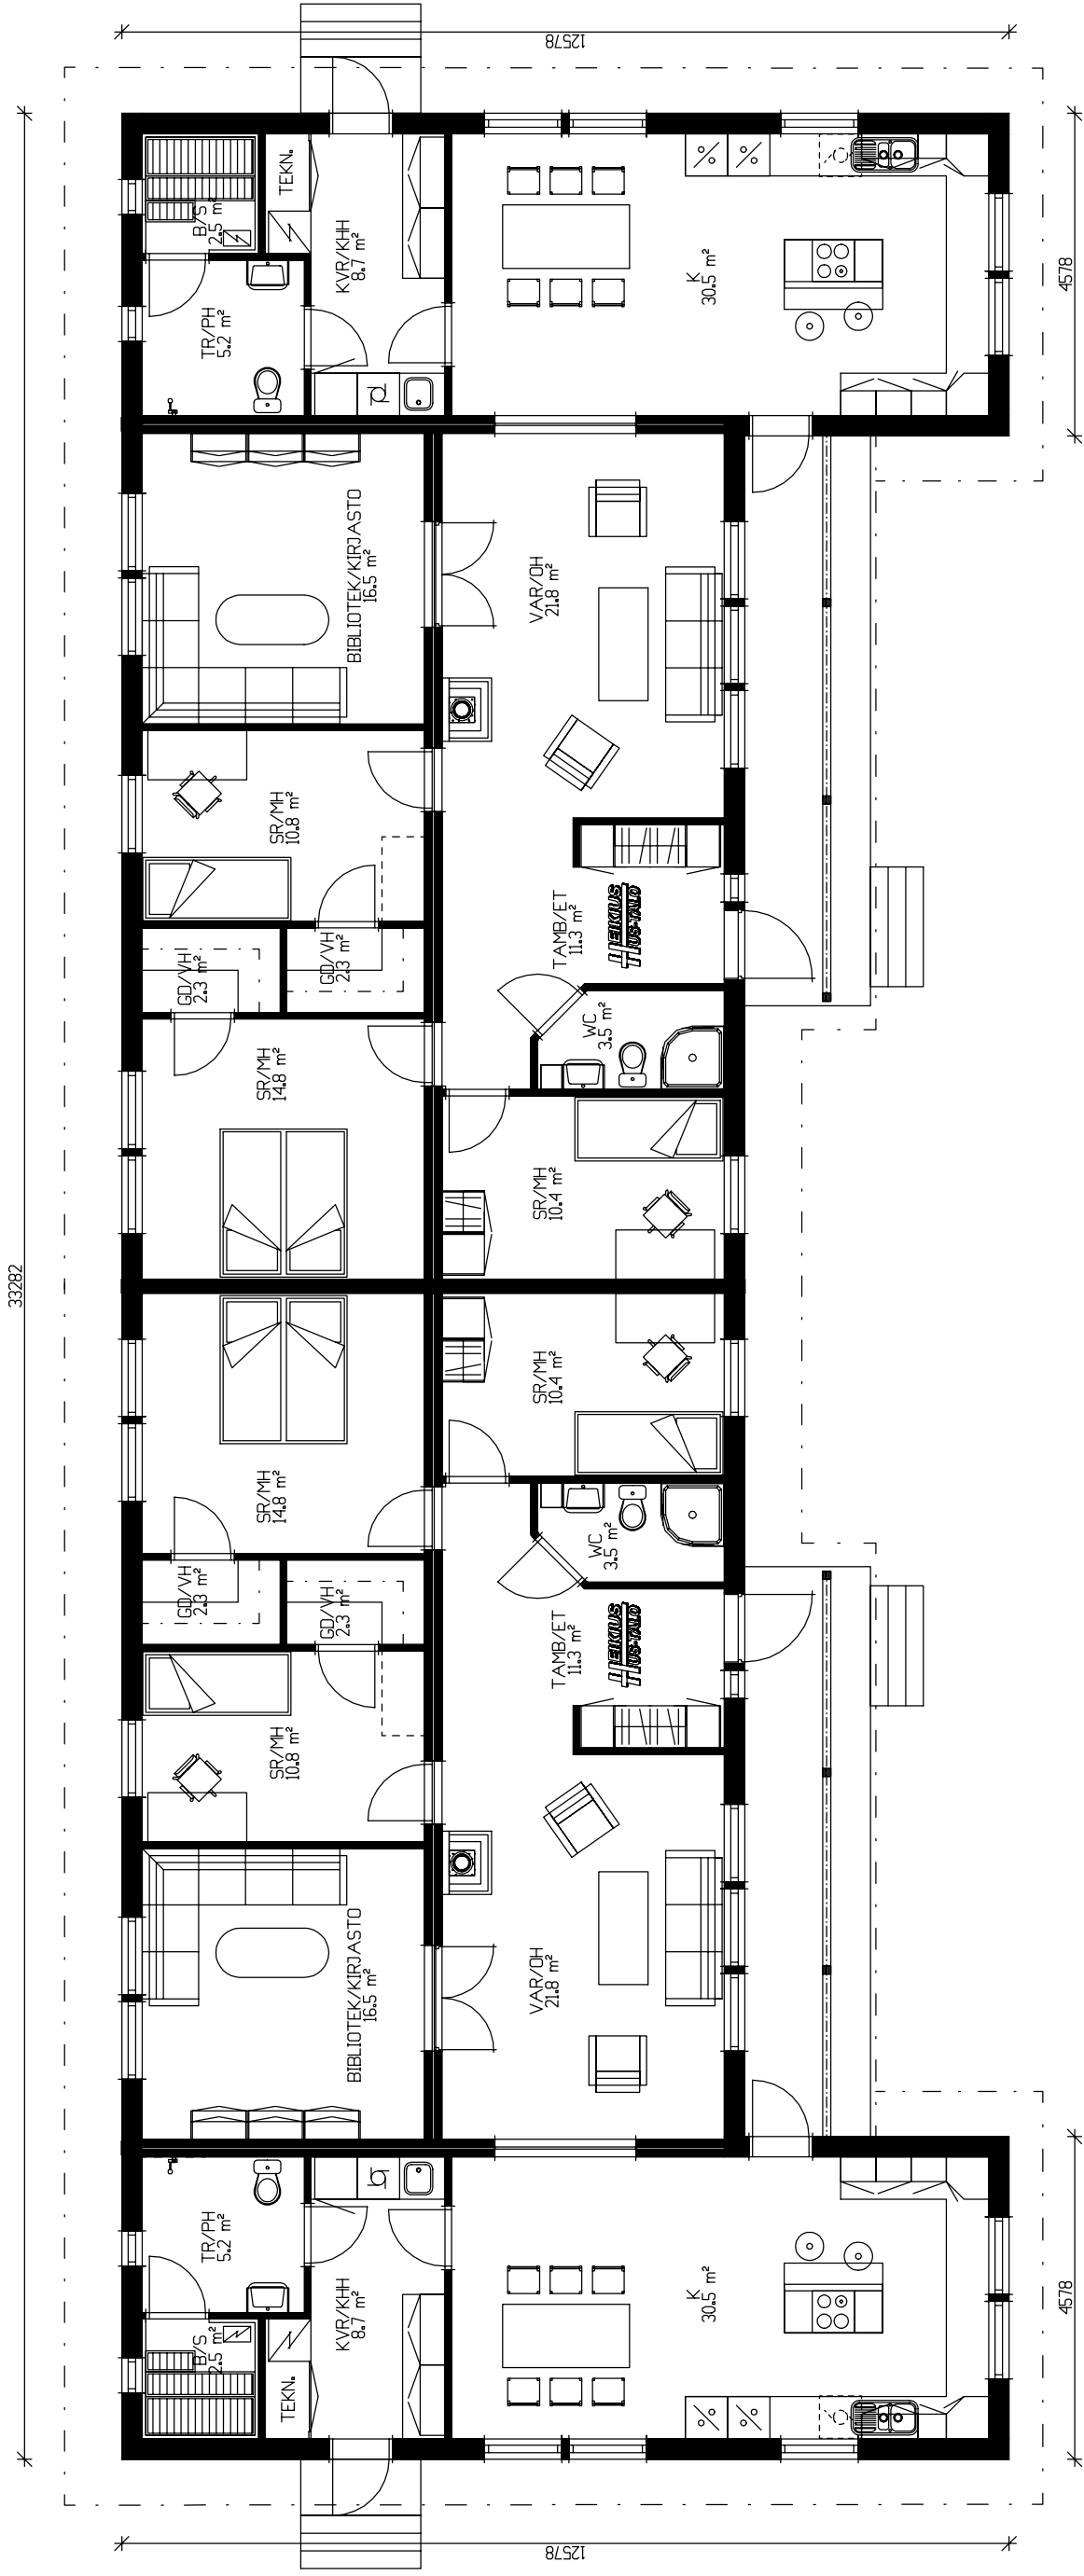 12578
B/S
2.5 m²
TEKN.
KVR/KHH
8.7 m²
TR/PH
5.2 m²
K
30.5 m²
4578
BIBLIOTEK/KIRJASTO
16.5 m²
VAR/OH
21.8 m²
SR/MH
10.8 m²
TAMB/ET
11.3 m²
HEIKIUS
HUS-TALO
GD/VH
2.3 m²
GD/VH
2.3 m²
WC
3.5 m²
SR/MH
14.8 m²
SR/MH
10.4 m²
33282
SR/MH
10.4 m²
SR/MH
14.8 m²
WC
3.5 m²
GD/VH
2.3 m²
GD/VH
2.3 m²
TAMB/ET
11.3 m²
HEIKIUS
HUS-TALO
SR/MH
10.8 m²
BIBLIOTEK/KIRJASTO
16.5 m²
VAR/OH
21.8 m²
TR/PH
5.2 m²
KVR/KHH
8.7 m²
K
30.5 m²
4578
B/S
2.5 m²
TEKN.
12578